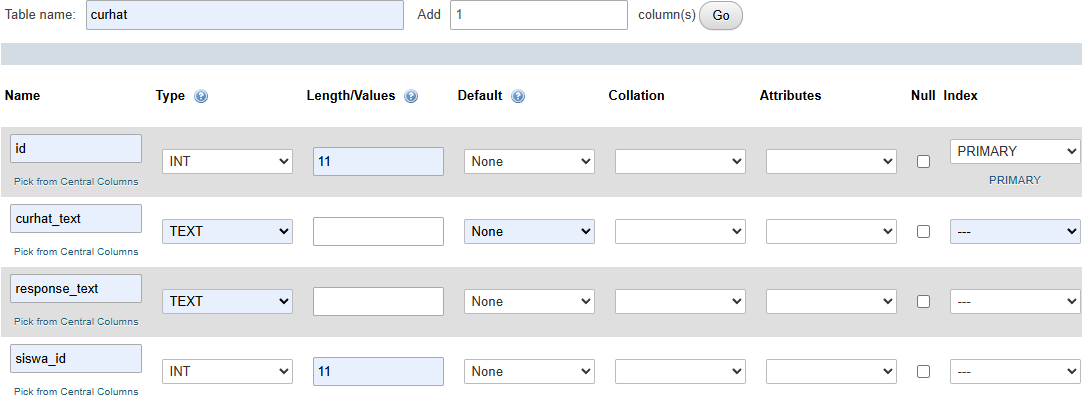 Table name: curhat Add 1 column(s) Go
Name Type Length/Values Default Collation Attributes Null Index
id INT 11 None PRIMARY
Pick from Central Columns PRIMARY
curhat_text TEXT None ---
Pick from Central Columns
response_text TEXT None ---
Pick from Central Columns
siswa_id INT 11 None ---
Pick from Central Columns